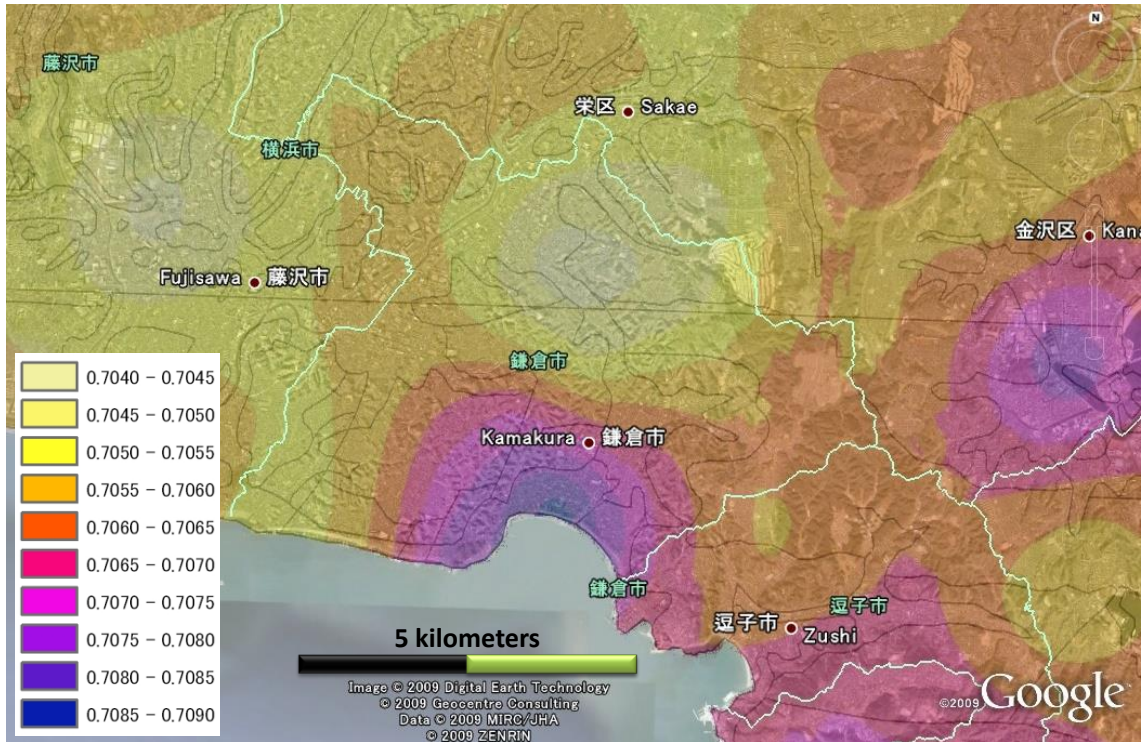 N
藤沢市
栄区 Sakae
横浜市
金沢区 Kana
Fujisawa 藤沢市
鎌倉市
Kamakura 鎌倉市
鎌倉市
逗子市
逗子市 Zushi
0.7040 – 0.7045
0.7045 – 0.7050
0.7050 – 0.7055
0.7055 – 0.7060
0.7060 – 0.7065
0.7065 – 0.7070
0.7070 – 0.7075
0.7075 – 0.7080
0.7080 – 0.7085
0.7085 – 0.7090
5 kilometers
Image © 2009 Digital Earth Technology
© 2009 Geocentre Consulting
Data © 2009 MIRC/JHA
© 2009 ZENRIN
©2009 Google